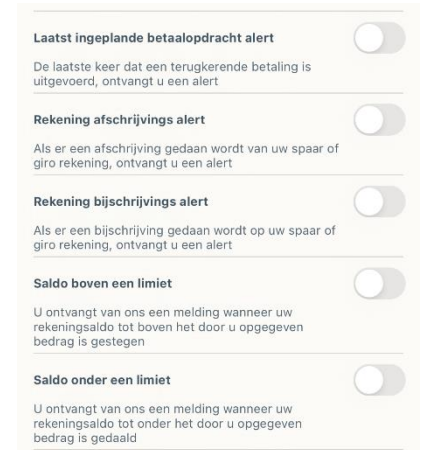 Laatst ingeplande betaalopdracht alert
De laatste keer dat een terugkerende betaling is
uitgevoerd, ontvangt u een alert
Rekening afschrijvings alert
Als er een afschrijving gedaan wordt van uw spaar of
giro rekening, ontvangt u een alert
Rekening bijschrijvings alert
Als er een bijschrijving gedaan wordt op uw spaar of
giro rekening, ontvangt u een alert
Saldo boven een limiet
U ontvangt van ons een melding wanneer uw
rekeningsaldo tot boven het door u opgegeven
bedrag is gestegen
Saldo onder een limiet
U ontvangt van ons een melding wanneer uw
rekeningsaldo tot onder het door u opgegeven
bedrag is gedaald